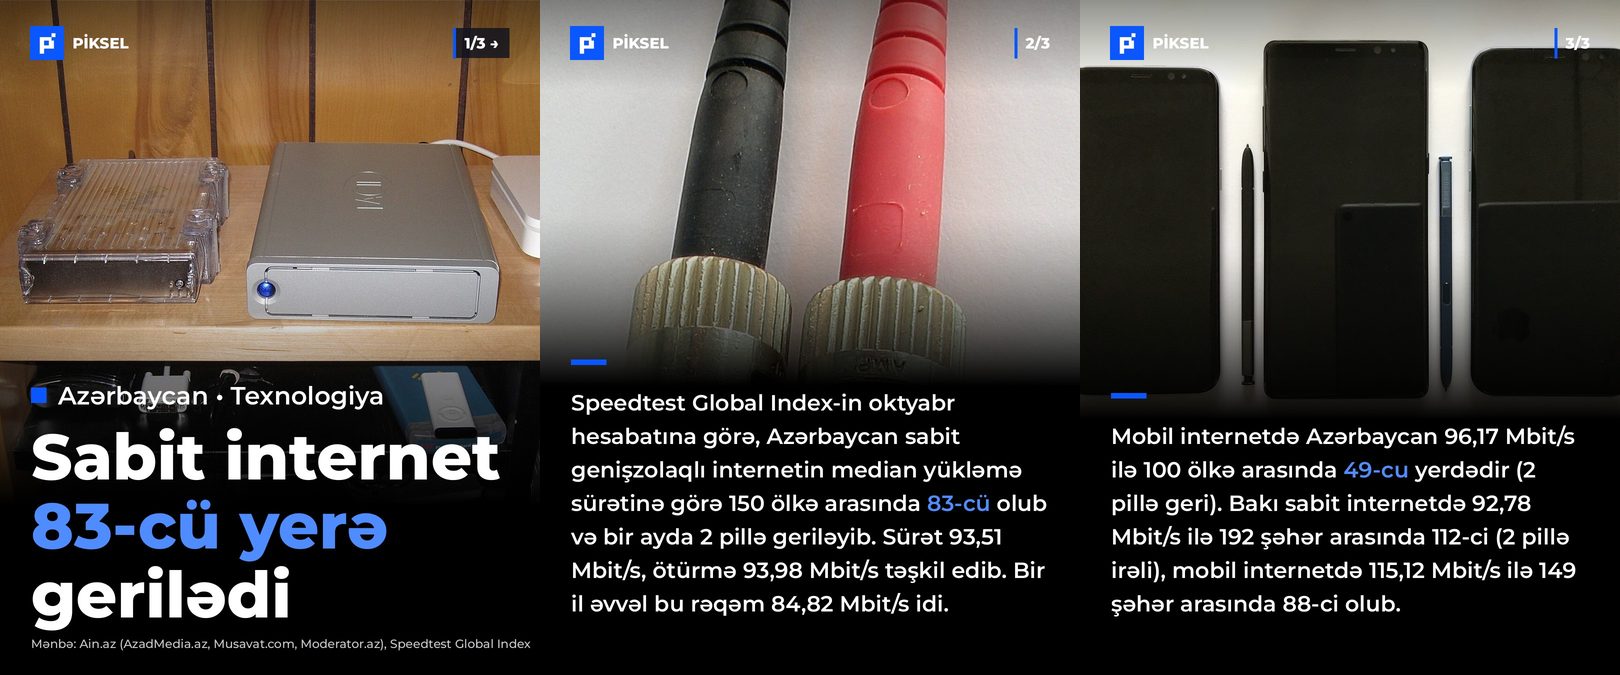 PİKSEL
1/3 →
Azərbaycan • Texnologiya
Sabit internet
83-cü yerə
gerilədi
Mənbə: Ain.az (AzadMedia.az, Musavat.com, Moderator.az), Speedtest Global Index
PİKSEL
2/3
Speedtest Global Index-in oktyabr
hesabatına görə, Azərbaycan sabit
genişzolaqlı internetin median yükləmə
sürətinə görə 150 ölkə arasında 83-cü olub
və bir ayda 2 pillə geriləyib. Sürət 93,51
Mbit/s, ötürmə 93,98 Mbit/s təşkil edib. Bir
il əvvəl bu rəqəm 84,82 Mbit/s idi.
PİKSEL
3/3
Mobil internetdə Azərbaycan 96,17 Mbit/s
ilə 100 ölkə arasında 49-cu yerdədir (2
pillə geri). Bakı sabit internetdə 92,78
Mbit/s ilə 192 şəhər arasında 112-ci (2 pillə
irəli), mobil internetdə 115,12 Mbit/s ilə 149
şəhər arasında 88-ci olub.